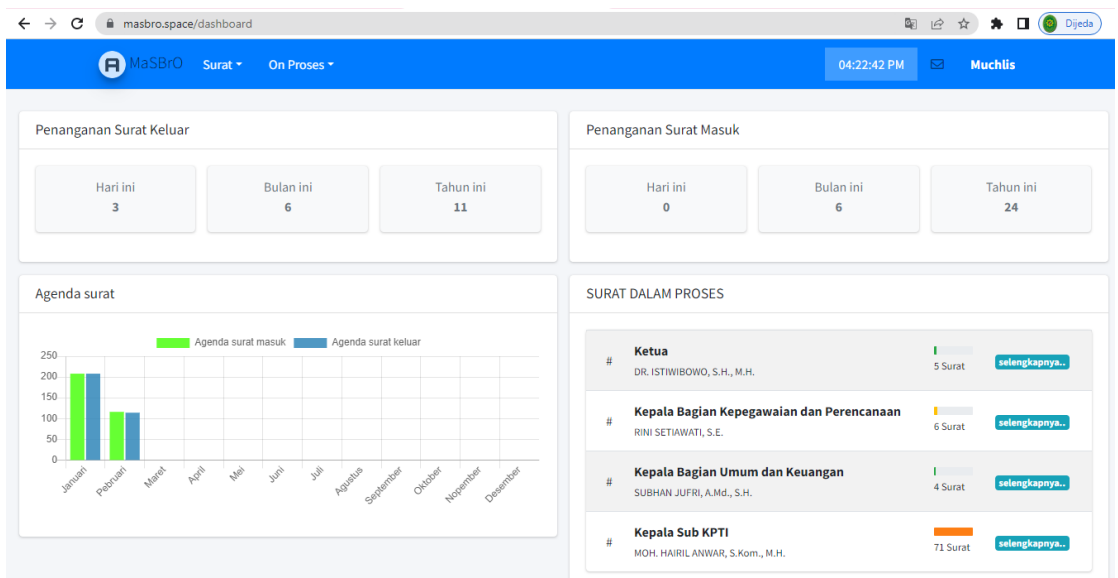 masbro.space/dashboard
Dijeda
MaSBrO
Surat
On Proses
04:22:42 PM
Muchlis
Penanganan Surat Keluar
Hari ini
3
Bulan ini
6
Tahun ini
11
Penanganan Surat Masuk
Hari ini
0
Bulan ini
6
Tahun ini
24
Agenda surat
Agenda surat masuk
Agenda surat keluar
250
200
150
100
50
0
Januari
Pebruari
Maret
April
Mei
Juni
Juli
Agustus
September
Oktober
Nopember
Desember
SURAT DALAM PROSES
#
Ketua
DR. ISTIWIBOWO, S.H., M.H.
5 Surat
selengkapnya..
#
Kepala Bagian Kepegawaian dan Perencanaan
RINI SETIAWATI, S.E.
6 Surat
selengkapnya..
#
Kepala Bagian Umum dan Keuangan
SUBHAN JUFRI, A.Md., S.H.
4 Surat
selengkapnya..
#
Kepala Sub KPTI
MOH. HAIRIL ANWAR, S.Kom., M.H.
71 Surat
selengkapnya..